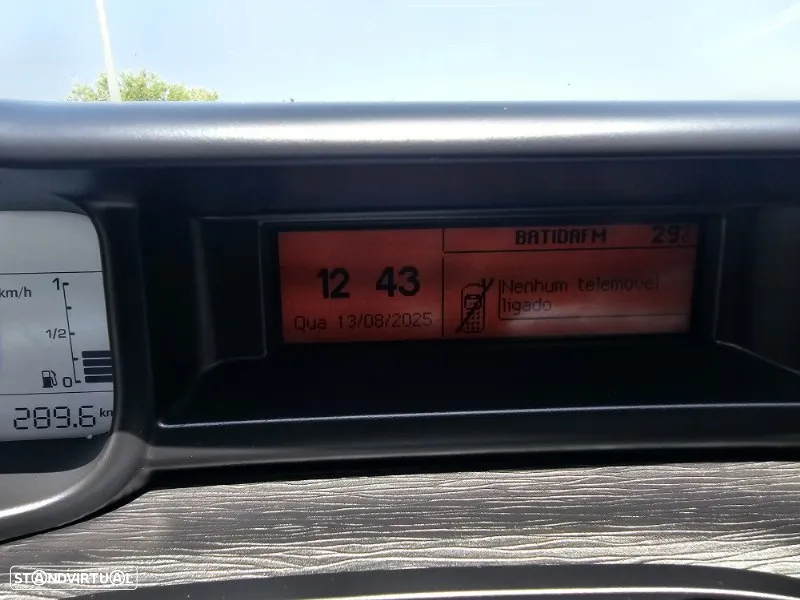 BATIDAFM 29
12 43
Nenhum telemóvel
ligado
Qua 13/08/2025
km/h
1
1/2
0
289.6 km
STANDVIRTUAL